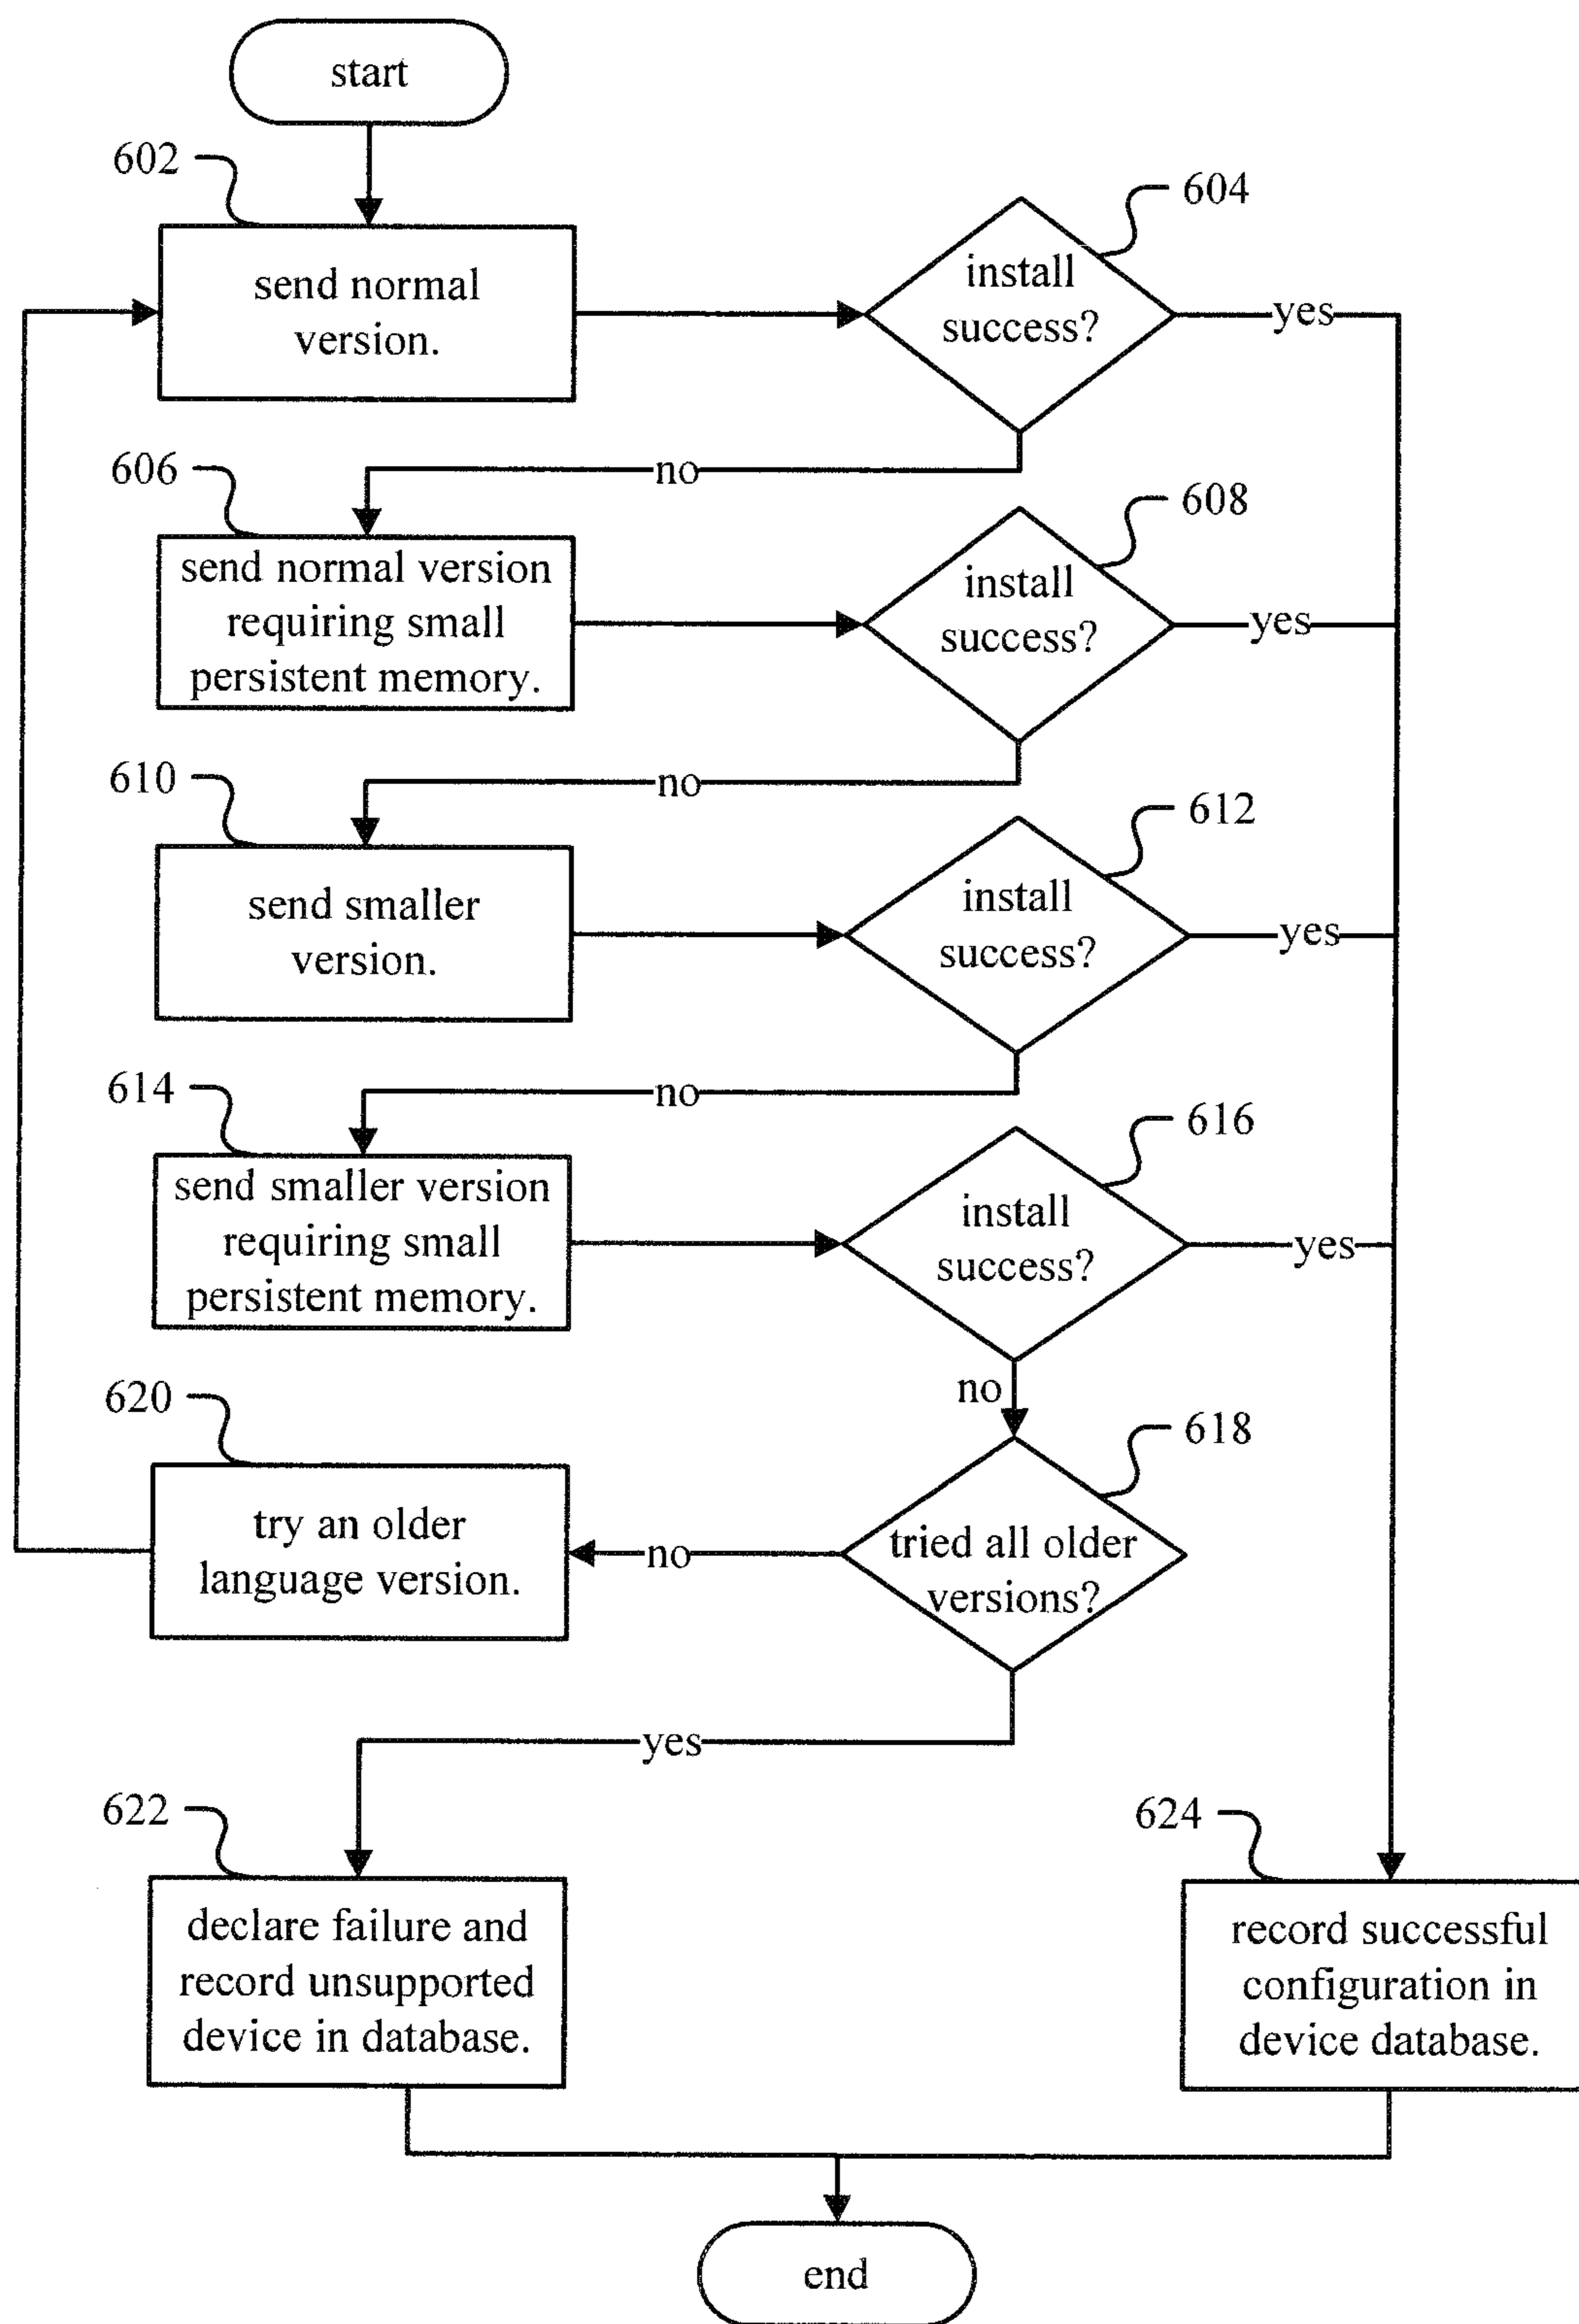 start
602
send normal
version.
604
install
success?
yes
no
606
send normal version
requiring small
persistent memory.
608
install
success?
yes
no
610
send smaller
version.
612
install
success?
yes
no
614
send smaller version
requiring small
persistent memory.
616
install
success?
yes
no
618
tried all older
versions?
no
620
try an older
language version.
yes
622
declare failure and
record unsupported
device in database.
624
record successful
configuration in
device database.
end